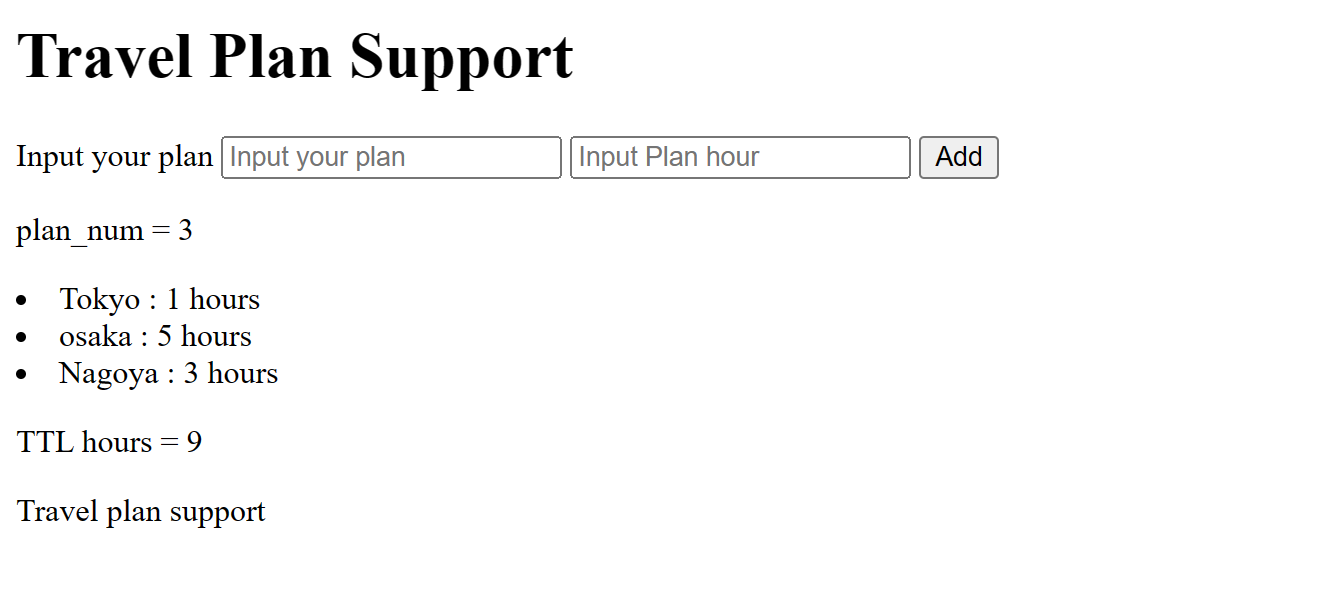 Travel Plan Support
Input your plan Input your plan Input Plan hour Add
plan_num = 3
Tokyo : 1 hours
osaka : 5 hours
Nagoya : 3 hours
TTL hours = 9
Travel plan support